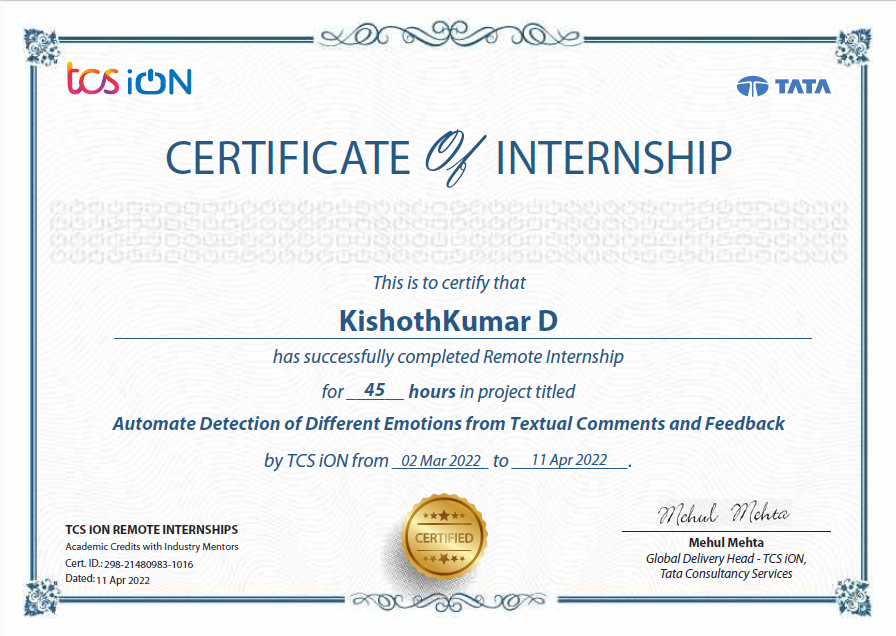 tcs iON
TATA
CERTIFICATE Of INTERNSHIP
This is to certify that
KishothKumar D
has successfully completed Remote Internship
for 45 hours in project titled
Automate Detection of Different Emotions from Textual Comments and Feedback
by TCS iON from 02 Mar 2022 to 11 Apr 2022.
TCS iON REMOTE INTERNSHIPS
Academic Credits with Industry Mentors
Cert. ID.: 298-21480983-1016
Dated: 11 Apr 2022
CERTIFIED
Mehul Mehta
Mehul Mehta
Global Delivery Head - TCS iON,
Tata Consultancy Services